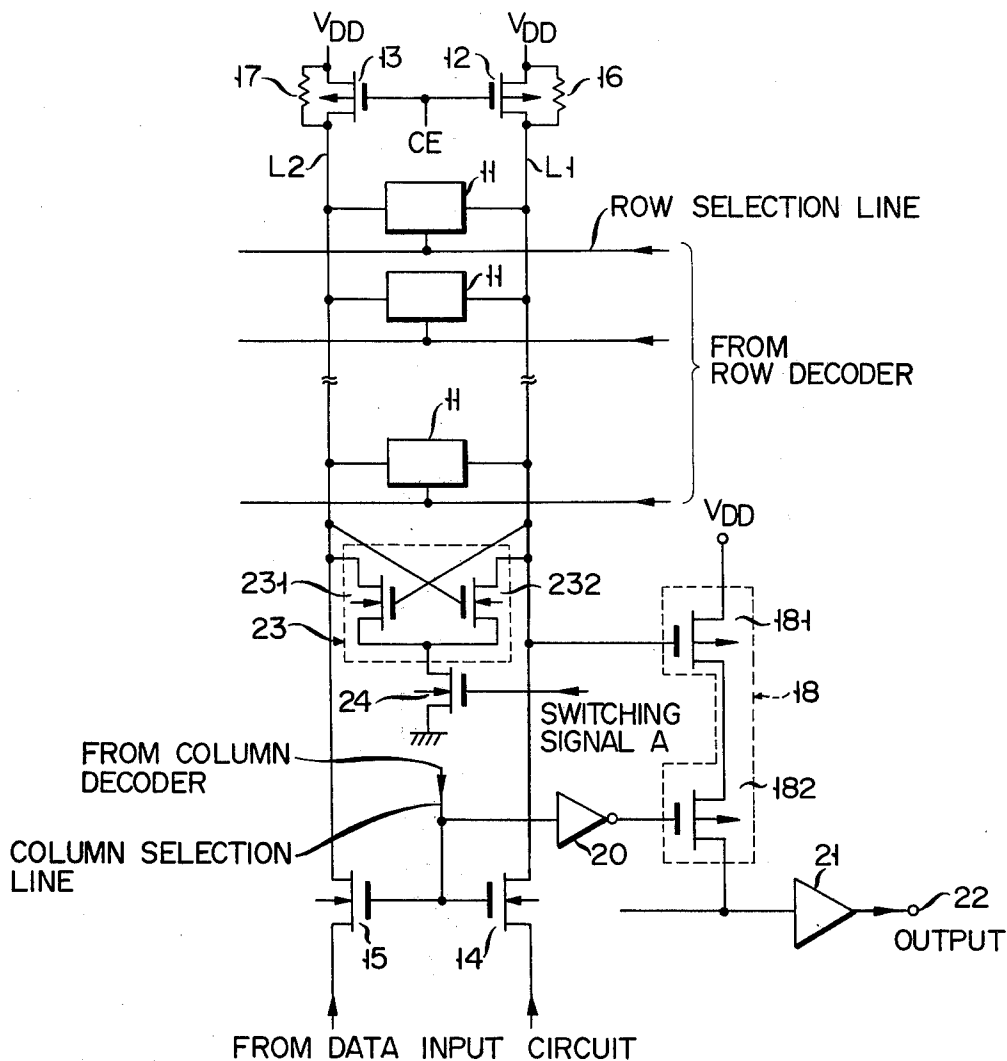 VDD
VDD
17
13
12
16
CE
L2
L1
11
ROW SELECTION LINE
11
FROM
ROW DECODER
11
VDD
231
232
181
23
18
24
SWITCHING
SIGNAL A
FROM COLUMN
DECODER
182
20
COLUMN SELECTION
LINE
21
22
OUTPUT
15
14
FROM DATA INPUT CIRCUIT